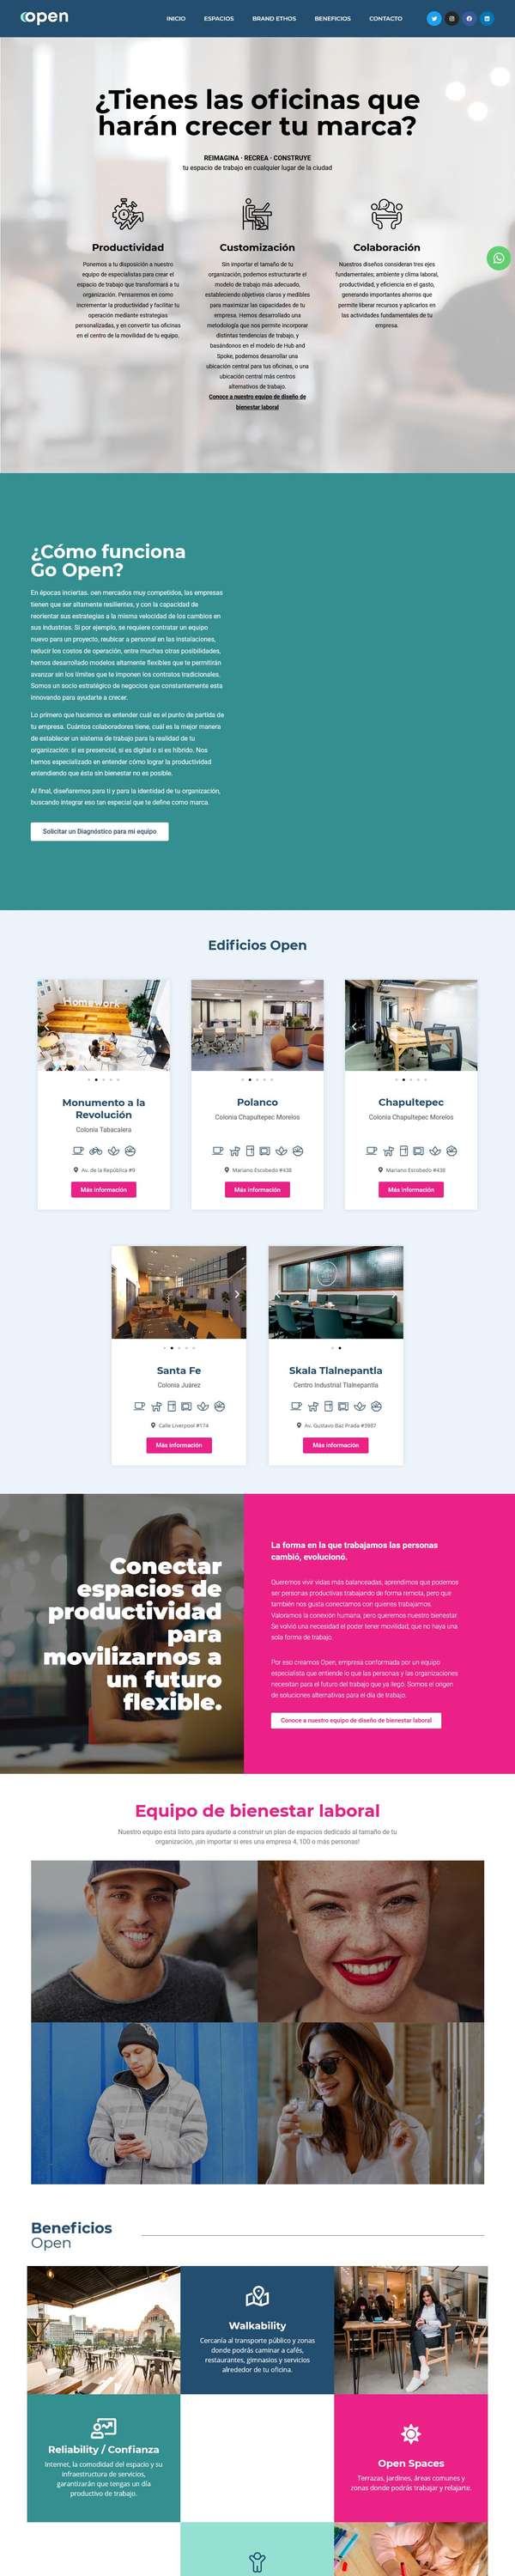 open
INICIO
ESPACIOS
BRAND ETHOS
BENEFICIOS
CONTACTO
¿Tienes las oficinas que
harán crecer tu marca?
REIMAGINA · RECREA · CONSTRUYE
tu espacio de trabajo en cualquier lugar de la ciudad
Productividad
Ponemos a tu disposición a nuestro
equipo de especialistas para crear el
espacio de trabajo que transformará a tu
organización. Pensaremos en como
incrementar la productividad y facilitar tu
operación mediante estrategias
personalizadas, y en convertir tus oficinas
en el centro de la movilidad de tu equipo.
Customización
Sin importar el tamaño de tu
organización, podemos estructurarte el
modelo de trabajo más adecuado,
estableciendo objetivos claros y medibles
para maximizar las capacidades de tu
empresa. Hemos desarrollado una
metodología que nos permite incorporar
distintas tendencias de trabajo, y
basándonos en el modelo de Hub and
Spoke, podemos desarrollar una
ubicación central para tus oficinas, o una
ubicación central más centros
alternativos de trabajo.
Conoce a nuestro equipo de diseño de
bienestar laboral
Colaboración
Nuestros diseños consideran tres ejes
fundamentales; ambiente y clima laboral,
productividad, y eficiencia en el gasto,
generando importantes ahorros que
permite liberar recursos y aplicarlos en
las actividades fundamentales de tu
empresa.
¿Cómo funciona
Go Open?
En épocas inciertas. oen mercados muy competidos, las empresas
tienen que ser altamente resilientes, y con la capacidad de
reorientar sus estrategias a la misma velocidad de los cambios en
sus industrias. Si por ejemplo, se requiere contratar un equipo
nuevo para un proyecto, reubicar a personal en las instalaciones,
reducir los costos de operación, entre muchas otras posibilidades,
hemos desarrollado modelos altamente flexibles que te permitirán
avanzar sin los límites que te imponen los contratos tradicionales.
Somos un socio estratégico de negocios que constantemente esta
innovando para ayudarte a crecer.
Lo primero que hacemos es entender cuál es el punto de partida de
tu empresa. Cuántos colaboradores tiene, cuál es la mejor manera
de establecer un sistema de trabajo para la realidad de tu
organización: si es presencial, si es digital o si es híbrido. Nos
hemos especializado en entender cómo lograr la productividad
entendiendo que ésta sin bienestar no es posible.
Al final, diseñaremos para ti y para la identidad de tu organización,
buscando integrar eso tan especial que te define como marca.
Solicitar un Diagnóstico para mi equipo
Edificios Open
Homework
Monumento a la
Revolución
Colonia Tabacalera
Av. de la República #9
Más información
Polanco
Colonia Chapultepec Morelos
Mariano Escobedo #438
Más información
Chapultepec
Colonia Chapultepec Morelos
Mariano Escobedo #436
Más información
Santa Fe
Colonia Juárez
Calle Liverpool #174
Más información
Skala Tlalnepantla
Centro Industrial Tlalnepantla
Av. Gustavo Baz Prada #3987
Más información
Conectar
espacios de
productividad
para
movilizarnos a
un futuro
flexible.
La forma en la que trabajamos las personas
cambió, evolucionó.
Queremos vivir vidas más balanceadas, aprendimos que podemos
ser personas productivas trabajando de forma remota, pero que
también nos gusta conectarnos con quienes trabajamos.
Valoramos la conexión humana, pero queremos nuestro bienestar.
Se volvió una necesidad el poder tener movilidad, que no haya una
sola forma de trabajo.
Por eso creamos Open, empresa conformada por un equipo
especialista que entiende lo que las personas y las organizaciones
necesitan para el futuro del trabajo que ya llegó. Somos el origen
de soluciones alternativas para el día de trabajo.
Conoce a nuestro equipo de diseño de bienestar laboral
Equipo de bienestar laboral
Nuestro equipo está listo para ayudarte a construir un plan de espacios dedicado al tamaño de tu
organización, ¡sin importar si eres una empresa 4, 100 o más personas!
Beneficios
Open
Walkability
Cercanía al transporte público y zonas
donde podrás caminar a cafés,
restaurantes, gimnasios y servicios
alrededor de tu oficina.
Reliability / Confianza
Internet, la comodidad del espacio y su
infraestructura de servicios,
garantizarán que tengas un día
productivo de trabajo.
Open Spaces
Terrazas, jardines, áreas comunes y
zonas donde podrás trabajar y relajarte.